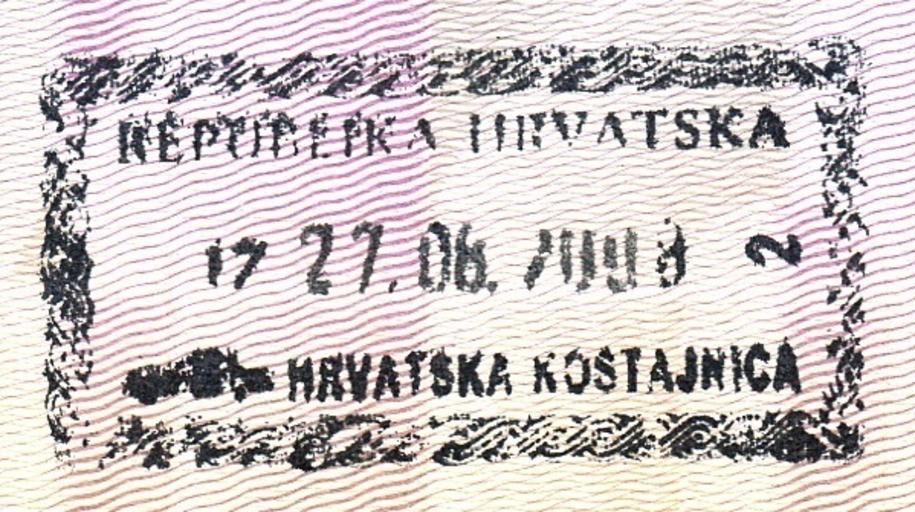 REPUBLIKA HRVATSKA
17 27.06. 2
HRVATSKA KOSTAJNICA